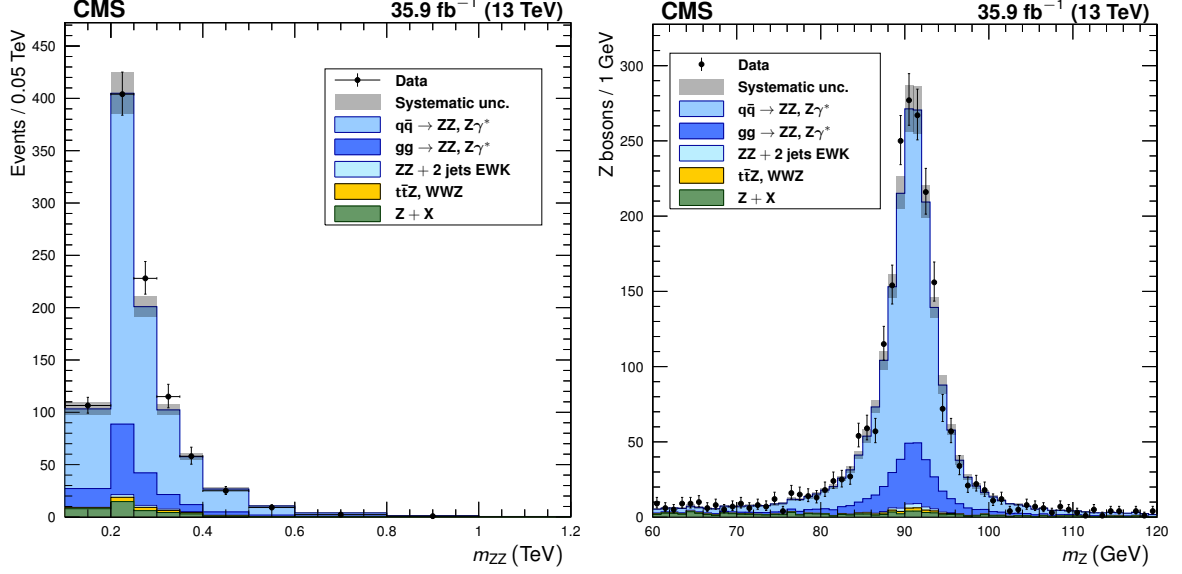 CMS 35.9 fb⁻¹ (13 TeV)
Events / 0.05 TeV
450
400
350
300
250
200
150
100
50
0
Data
Systematic unc.
qq̄ → ZZ, Zγ*
gg → ZZ, Zγ*
ZZ + 2 jets EWK
tt̄Z, WWZ
Z + X
0.2 0.4 0.6 0.8 1 1.2
m_ZZ (TeV)
CMS 35.9 fb⁻¹ (13 TeV)
Z bosons / 1 GeV
300
250
200
150
100
50
0
Data
Systematic unc.
qq̄ → ZZ, Zγ*
gg → ZZ, Zγ*
ZZ + 2 jets EWK
tt̄Z, WWZ
Z + X
60 70 80 90 100 110 120
m_Z (GeV)